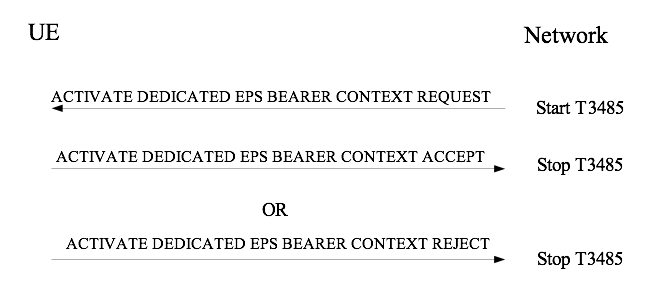 UE
Network
ACTIVATE DEDICATED EPS BEARER CONTEXT REQUEST
Start T3485
ACTIVATE DEDICATED EPS BEARER CONTEXT ACCEPT
Stop T3485
OR
ACTIVATE DEDICATED EPS BEARER CONTEXT REJECT
Stop T3485